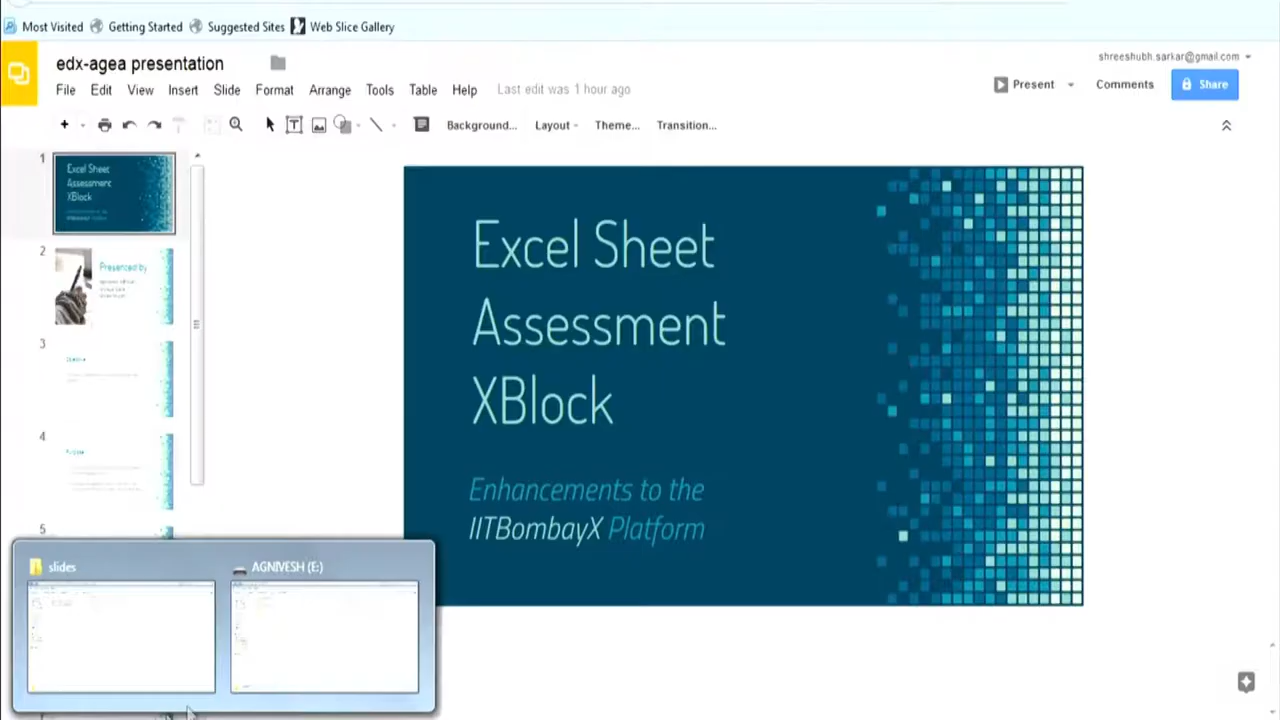 Most Visited Getting Started Suggested Sites Web Slice Gallery
edx-agea presentation
shreeshubh.sarkar@gmail.com
File Edit View Insert Slide Format Arrange Tools Table Help Last edit was 1 hour ago
Present Comments Share
Background... Layout Theme... Transition...
1
Excel Sheet
Assessment
XBlock
2
Presented by
3
4
Purpose
5
Excel Sheet
Assessment
XBlock
Enhancements to the
IITBombayX Platform
slides
AGNIVESH (E:)